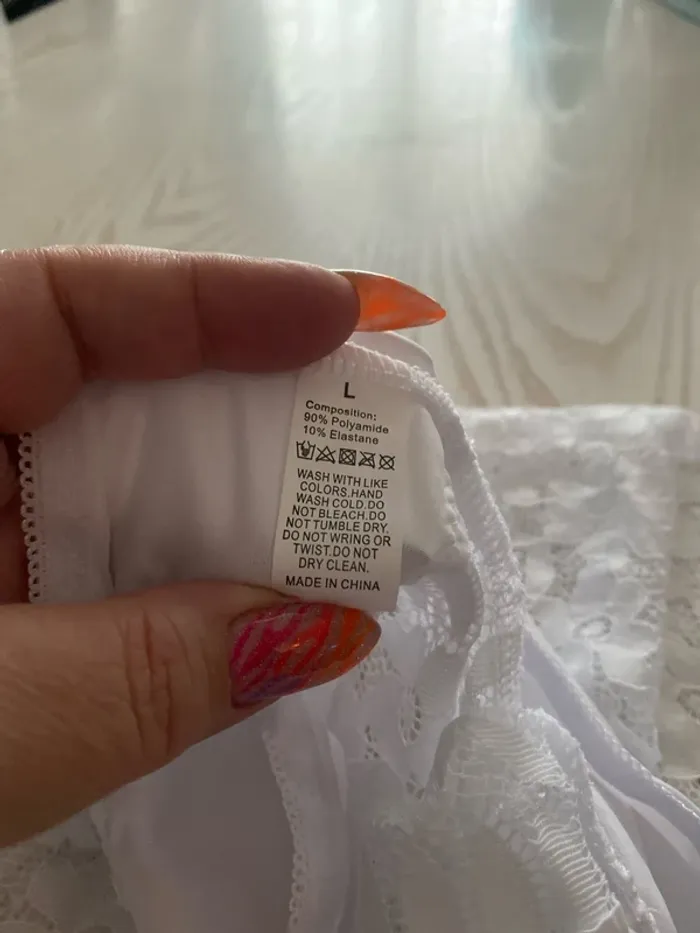 L
Composition:
90% Polyamide
10% Elastane
WASH WITH LIKE
COLORS.HAND
WASH COLD.DO
NOT BLEACH.DO
NOT TUMBLE DRY.
DO NOT WRING OR
TWIST.DO NOT
DRY CLEAN.
MADE IN CHINA